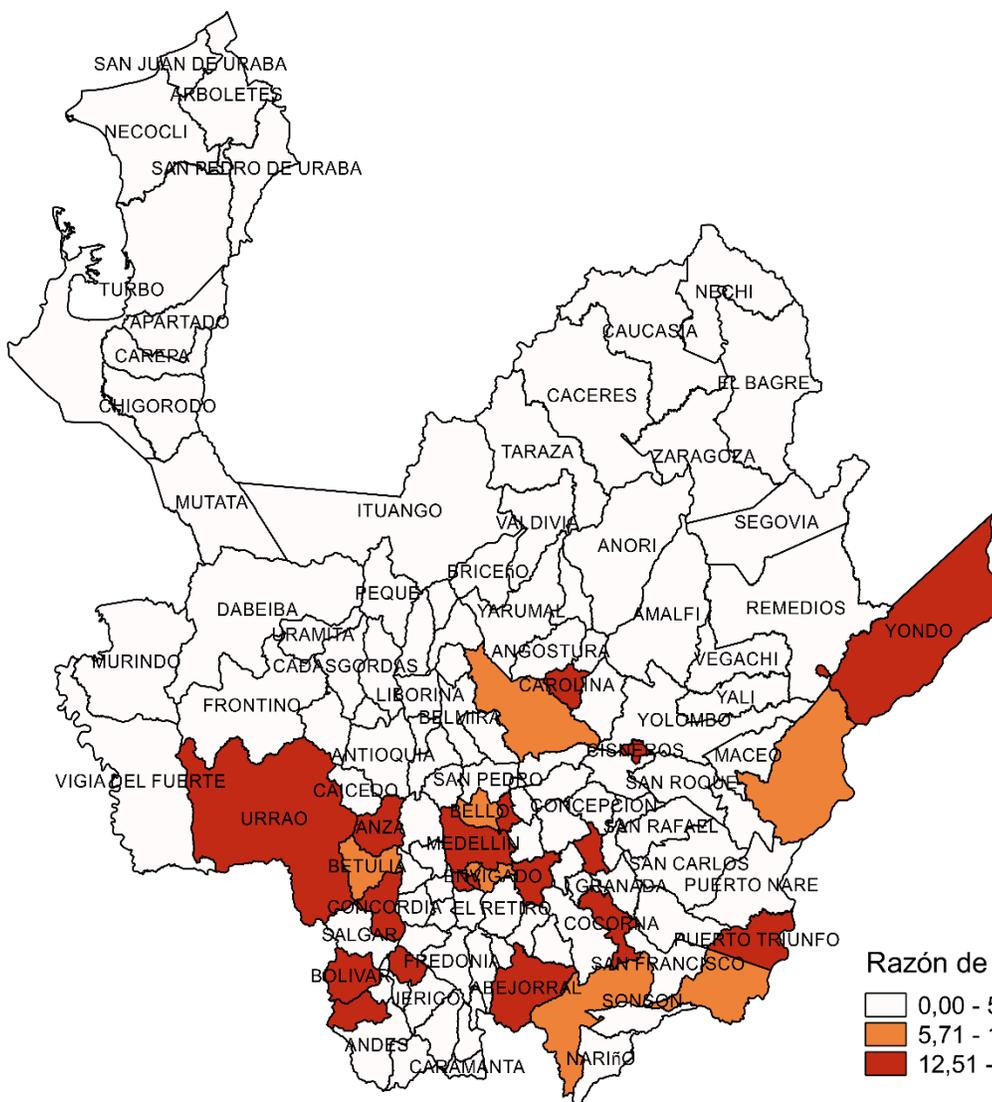 SAN JUAN DE URABA
ARBOLETES
NECOCLI
SAN PEDRO DE URABA
NECHI
TURBO
APARTADO
CAUCASIA
CAREPA
EL BAGRE
CACERES
CHIGORODO
TARAZA
ZARAGOZA
MUTATA
ITUANGO
VALDIVIA
SEGOVIA
ANORI
BRICEñO
PEQUE
DABEIBA
YARUMAL
AMALFI
REMEDIOS
URAMITA
YONDO
ANGOSTURA
MURINDO
CAÐASGORDAS
VEGACHI
CAROLINA
LIBORINA
YALI
FRONTINO
BELMIRA
YOLOMBO
CISNEROS
ANTIOQUIA
MACEO
VIGIA DEL FUERTE
SAN PEDRO
SAN ROQUE
CAICEDO
CONCEPCION
BELLO
URRAO
ANZA
SAN RAFAEL
MEDELLIN
BETULIA
SAN CARLOS
ENVIGADO
GRANADA
PUERTO NARE
CONCORDIA
EL RETIRO
COCORNA
SALGAR
PUERTO TRIUNFO
FREDONIA
SAN FRANCISCO
BOLIVAR
ABEJORRAL
JERICO
SONSON
ANDES
NARIñO
CARAMANTA
Razón de
0,00 - 5
5,71 - 1
12,51 -